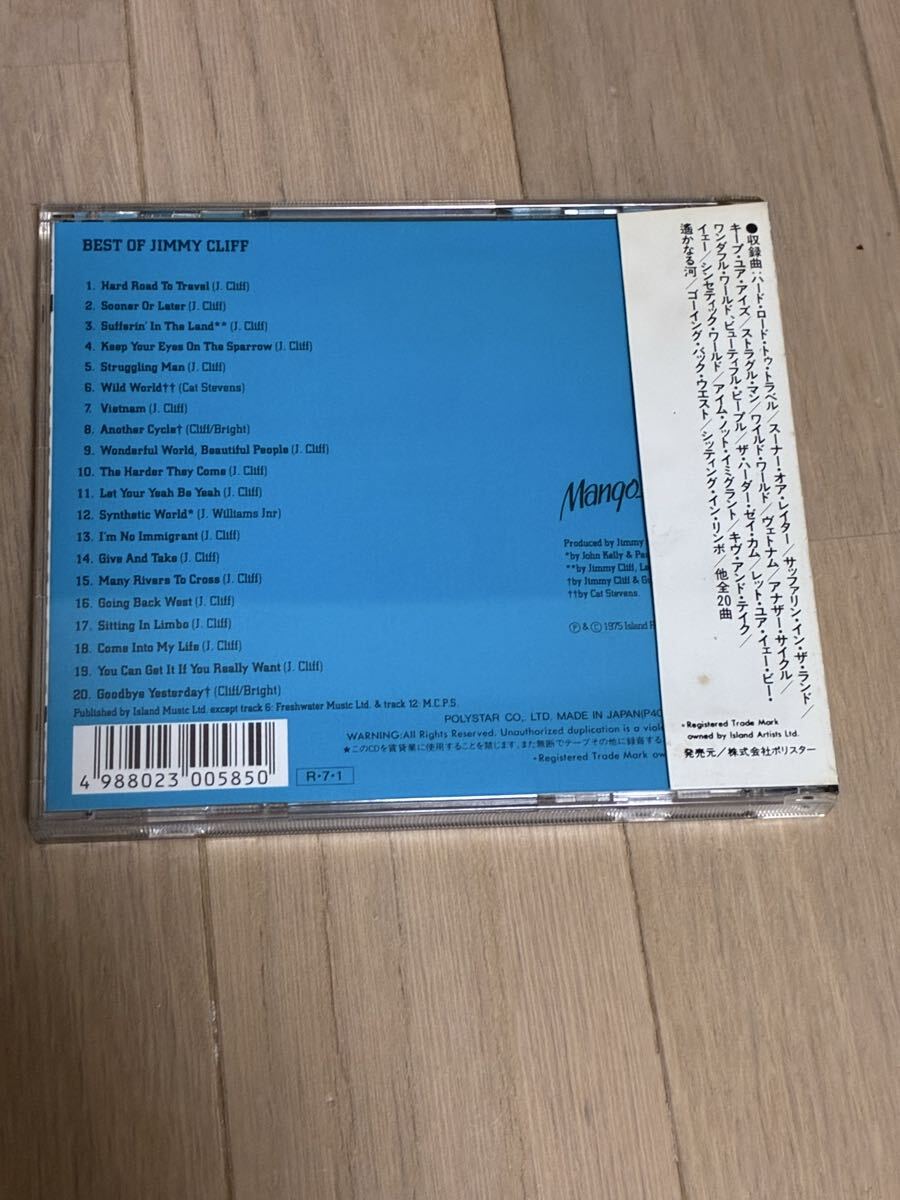 BEST OF JIMMY CLIFF
1. Hard Road To Travel (J. Cliff)
2. Sooner Or Later (J. Cliff)
3. Sufferin' In The Land** (J. Cliff)
4. Keep Your Eyes On The Sparrow (J. Cliff)
5. Struggling Man (J. Cliff)
6. Wild World†† (Cat Stevens)
7. Vietnam (J. Cliff)
8. Another Cycle† (Cliff/Bright)
9. Wonderful World, Beautiful People (J. Cliff)
10. The Harder They Come (J. Cliff)
11. Let Your Yeah Be Yeah (J. Cliff)
12. Synthetic World* (J. Williams Jnr)
13. I'm No Immigrant (J. Cliff)
14. Give And Take (J. Cliff)
15. Many Rivers To Cross (J. Cliff)
16. Going Back West (J. Cliff)
17. Sitting In Limbo (J. Cliff)
18. Come Into My Life (J. Cliff)
19. You Can Get It If You Really Want (J. Cliff)
20. Goodbye Yesterday† (Cliff/Bright)
Published by Island Music Ltd. except track 6: Freshwater Music Ltd. & track 12: M.C.P.S.
Mango
Produced by Jimmy
*by John Kelly & Pa
**by Jimmy Cliff, La
†by Jimmy Cliff & G
††by Cat Stevens.
℗ & © 1975 Island R
POLYSTAR CO., LTD. MADE IN JAPAN(P40
WARNING:All Rights Reserved. Unauthorized duplication is a viola
★このCDを賃貸業に使用することを禁じます。また無断でテープその他に録音する
*Registered Trade Mark ow
4 988023 005850
R・7・1
●収録曲:ハード・ロード・トゥ・トラベル/スーナー・オア・レイター/サッファリン・イン・ザ・ランド/
キープ・ユア・アイズ/ストラグル・マン/ワイルド・ワールド/ヴェトナム/アナザー・サイクル/
ワンダフル・ワールド、ビューティフル・ピープル/ザ・ハーダー・ゼイ・カム/レット・ユア・イェー・ビー・
イェー/シンセティック・ワールド/アイム・ノット・イミグラント/キヴ・アンド・テイク/
遙かなる河/ゴーイング・バック・ウエスト/シッティング・イン・リンボ/他全20曲
*Registered Trade Mark
owned by Island Artists Ltd.
発売元/株式会社ポリスター